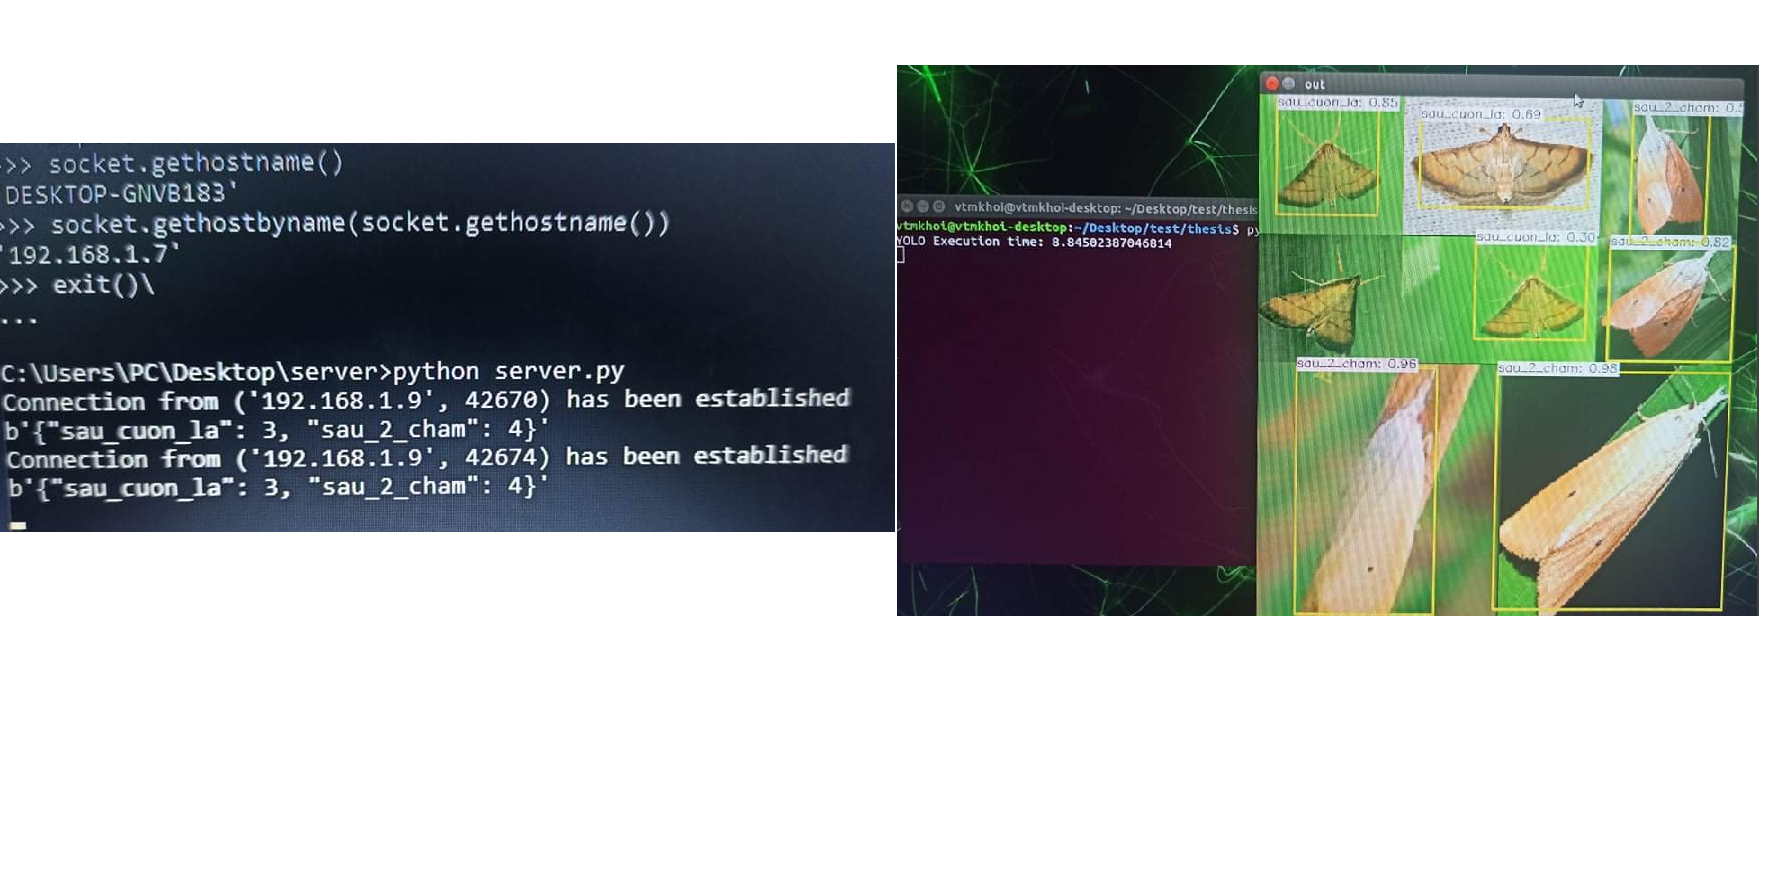 >>> socket.gethostname()
'DESKTOP-GNVB183'
>>> socket.gethostbyname(socket.gethostname())
'192.168.1.7'
>>> exit()\
...
C:\Users\PC\Desktop\server>python server.py
Connection from ('192.168.1.9', 42670) has been established
b'{"sau_cuon_la": 3, "sau_2_cham": 4}'
Connection from ('192.168.1.9', 42674) has been established
b'{"sau_cuon_la": 3, "sau_2_cham": 4}'
vtmkhoi@vtmkhoi-desktop: ~/Desktop/test/thesis
vtmkhoi@vtmkhoi-desktop:~/Desktop/test/thesis$ py
YOLO Execution time: 8.84502387046814
out
sau_cuon_la: 0.85
sau_cuon_la: 0.69
sau_2_cham: 0.
sau_cuon_la: 0.30
sau_2_cham: 0.82
sau_2_cham: 0.96
sau_2_cham: 0.98